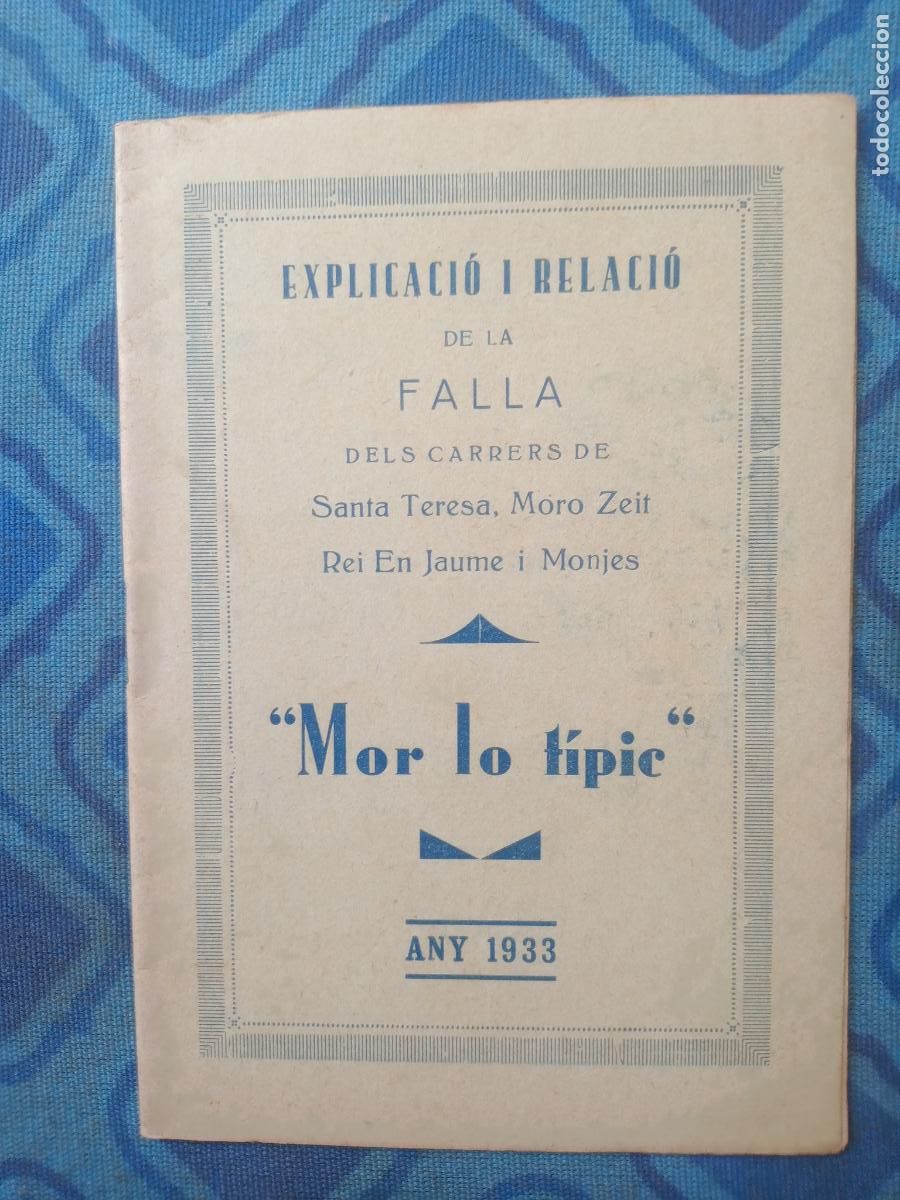 EXPLICACIÓ I RELACIÓ
DE LA
FALLA
DELS CARRERS DE
Santa Teresa, Moro Zeit
Rei En Jaume i Monjes
“Mor lo típic“
ANY 1933
todocoleccion